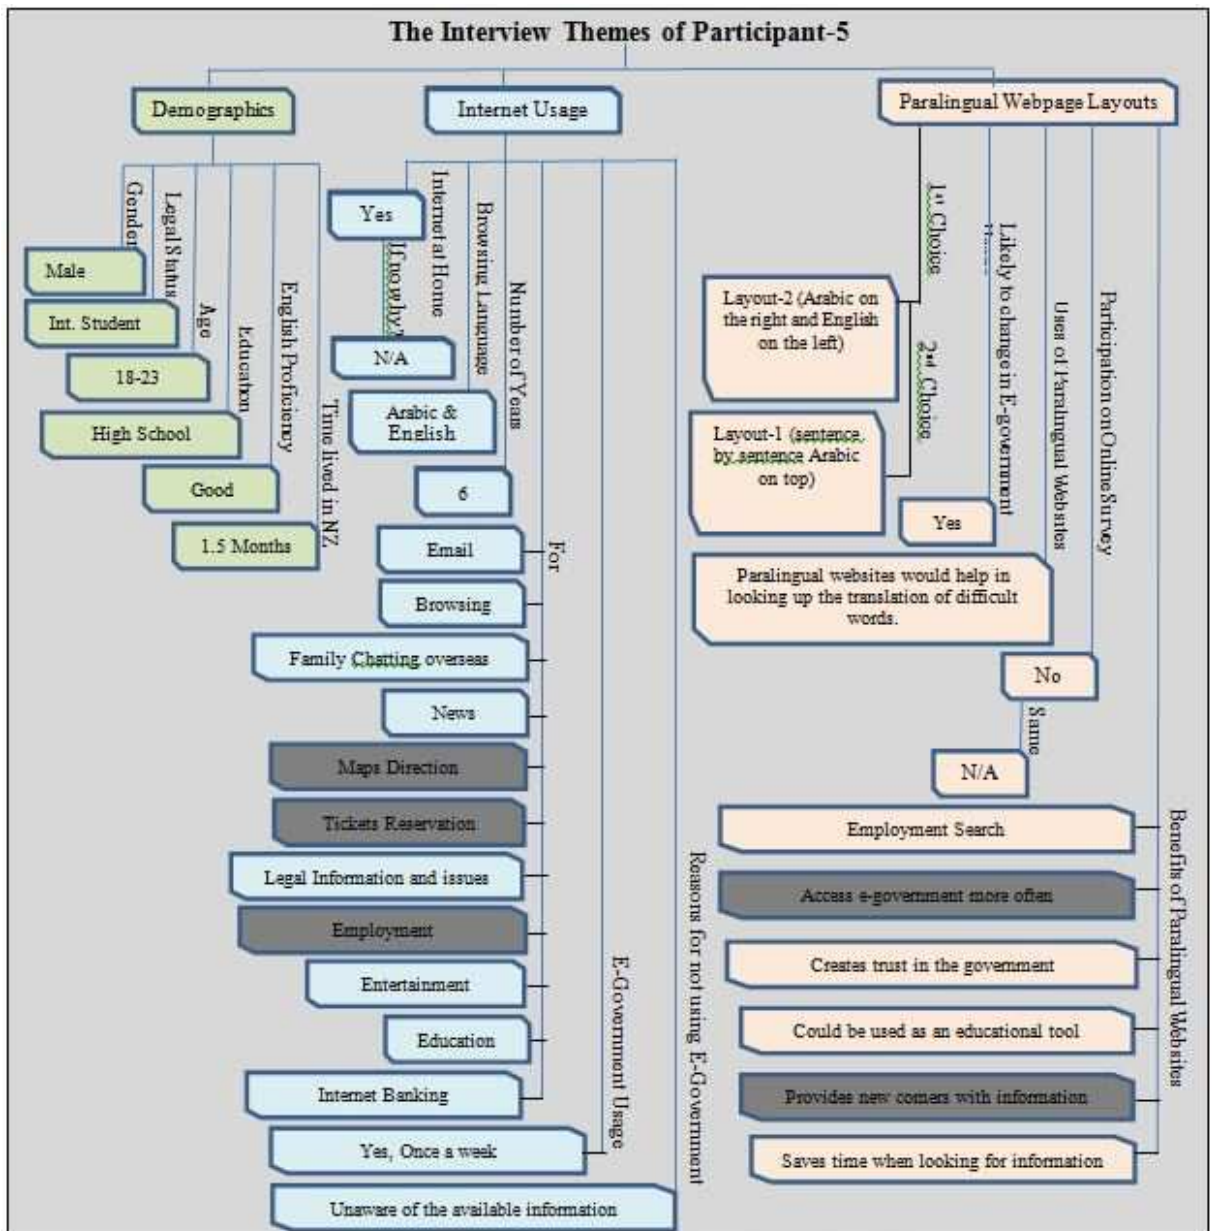 The Interview Themes of Participant-5
Demographics
Gender
Male
Legal Status
Int. Student
Age
18-23
Education
High School
English Proficiency
Good
Time lived in NZ
1.5 Months
Internet Usage
Internet at Home
Yes
If no why?
N/A
Browsing Language
Arabic &
English
Number of Years
6
For
Email
Browsing
Family Chatting overseas
News
Maps Direction
Tickets Reservation
Legal Information and issues
Employment
Entertainment
Education
Internet Banking
E-Government Usage
Yes, Once a week
Reasons for not using E-Government
Unaware of the available information
Paralingual Webpage Layouts
1st Choice
Layout-2 (Arabic on
the right and English
on the left)
2nd Choice
Layout-1 (sentence
by sentence Arabic
on top)
Likely to change in E-government
Yes
Uses of Paralingual Websites
Paralingual websites would help in
looking up the translation of difficult
words.
Participation on Online Survey
No
Same
N/A
Benefits of Paralingual Websites
Employment Search
Access e-government more often
Creates trust in the government
Could be used as an educational tool
Provides new comers with information
Saves time when looking for information